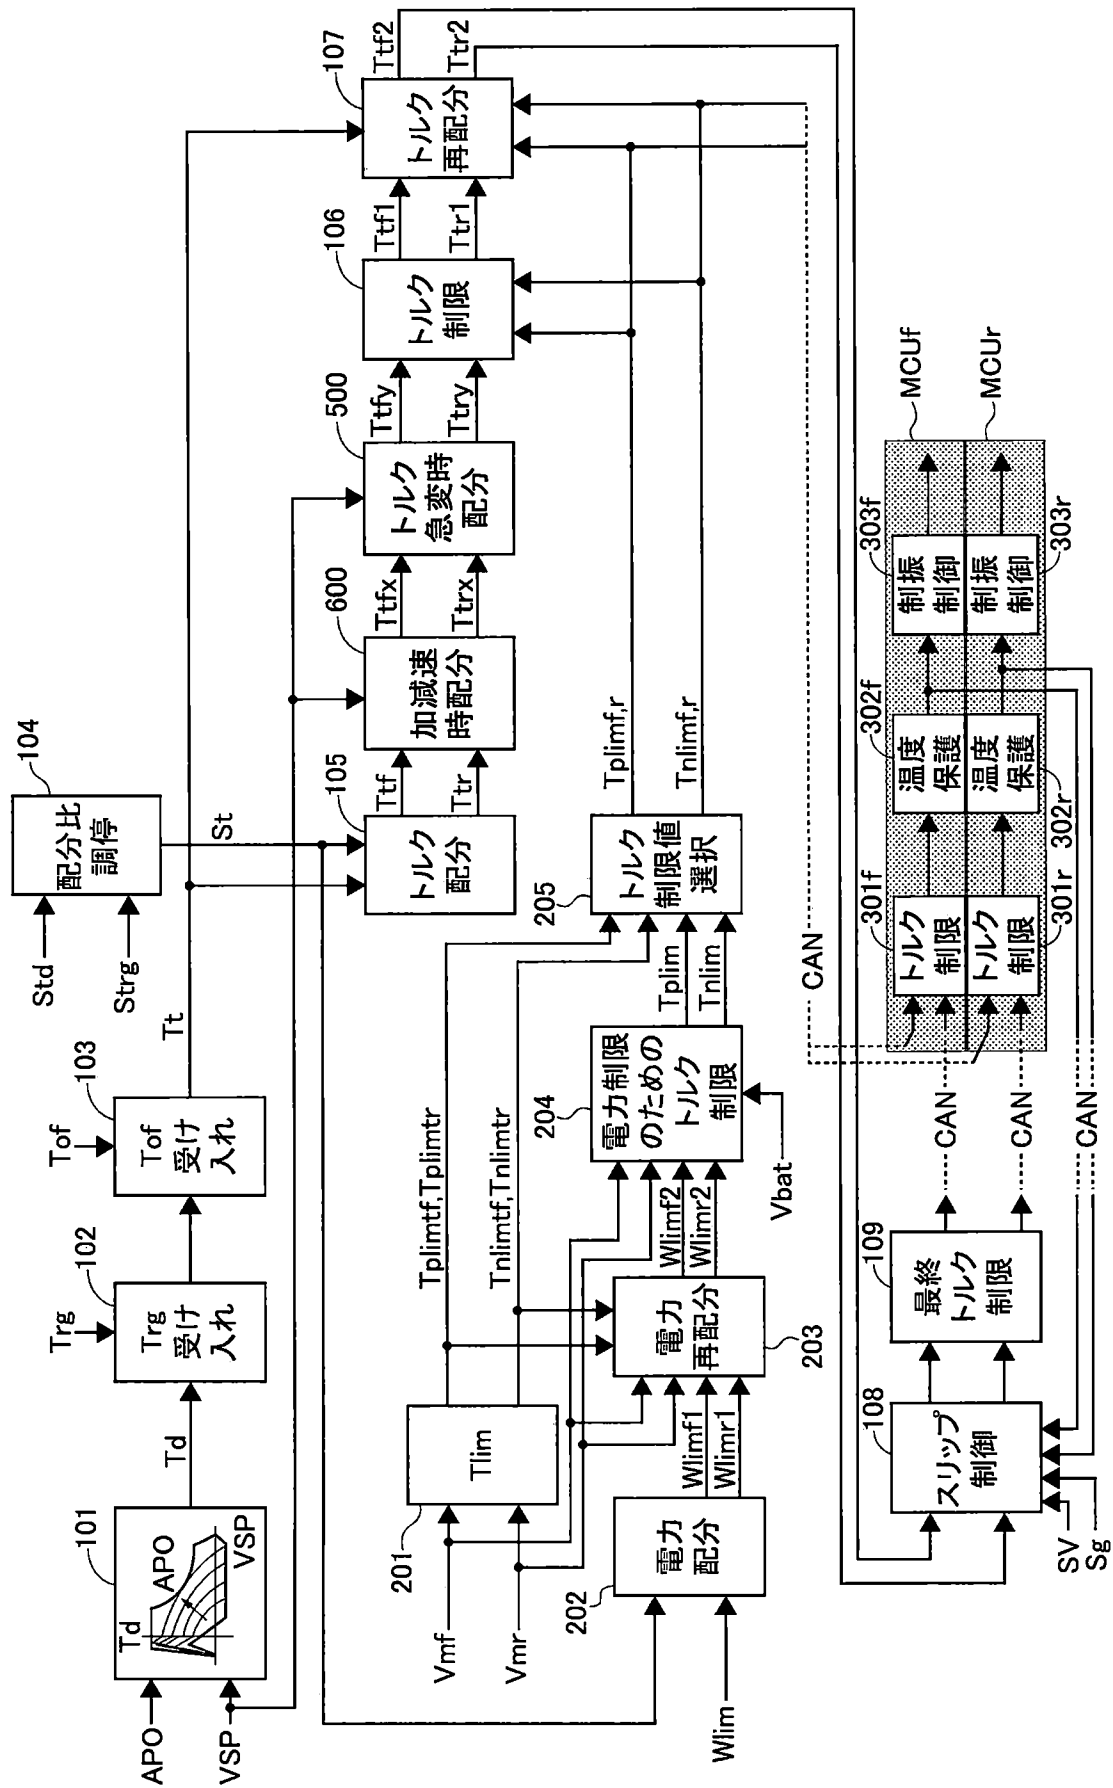 APO
VSP
101
Td
APO
VSP
Td
Trg
102
Trg
受け
入れ
Tof
103
Tof
受け
入れ
Tt
Std
Strg
104
配分比
調停
St
105
トルク
配分
Ttf
Ttr
600
加減速
時配分
Ttfx
Ttrx
500
トルク
急変時
配分
Ttfy
Ttry
106
トルク
制限
Ttf1
Ttr1
107
トルク
再配分
Ttf2
Ttr2
Vmf
Vmr
201
Tlim
Tplimtf,Tplimtr
Tnlimtf,Tnlimtr
Wlim
202
電力
配分
Wlimf1
Wlimr1
電力
再配分
203
Wlimf2
Wlimr2
204
電力制限
のための
トルク
制限
Vbat
Tplim
Tnlim
205
トルク
制限値
選択
Tplimf,r
Tnlimf,r
CAN
SV
Sg
108
スリップ
制御
109
最終
トルク
制限
CAN
CAN
CAN
301f
トルク
制限
トルク
制限
301r
302f
温度
保護
温度
保護
302r
303f
制振
制御
制振
制御
303r
MCUf
MCUr